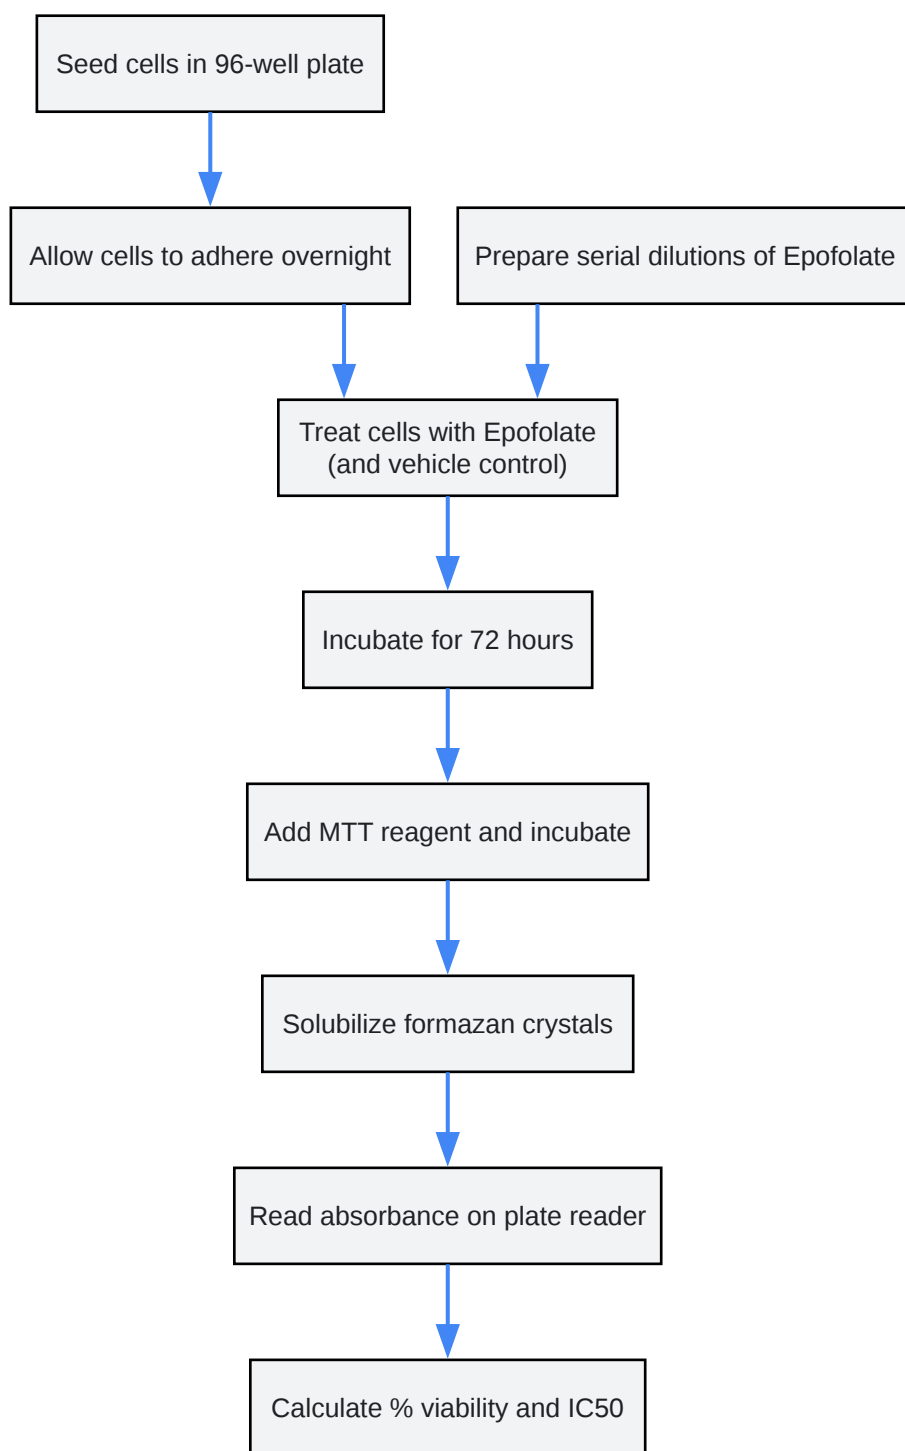 Seed cells in 96-well plate
Allow cells to adhere overnight
Prepare serial dilutions of Epofolate
Treat cells with Epofolate
(and vehicle control)
Incubate for 72 hours
Add MTT reagent and incubate
Solubilize formazan crystals
Read absorbance on plate reader
Calculate % viability and IC50